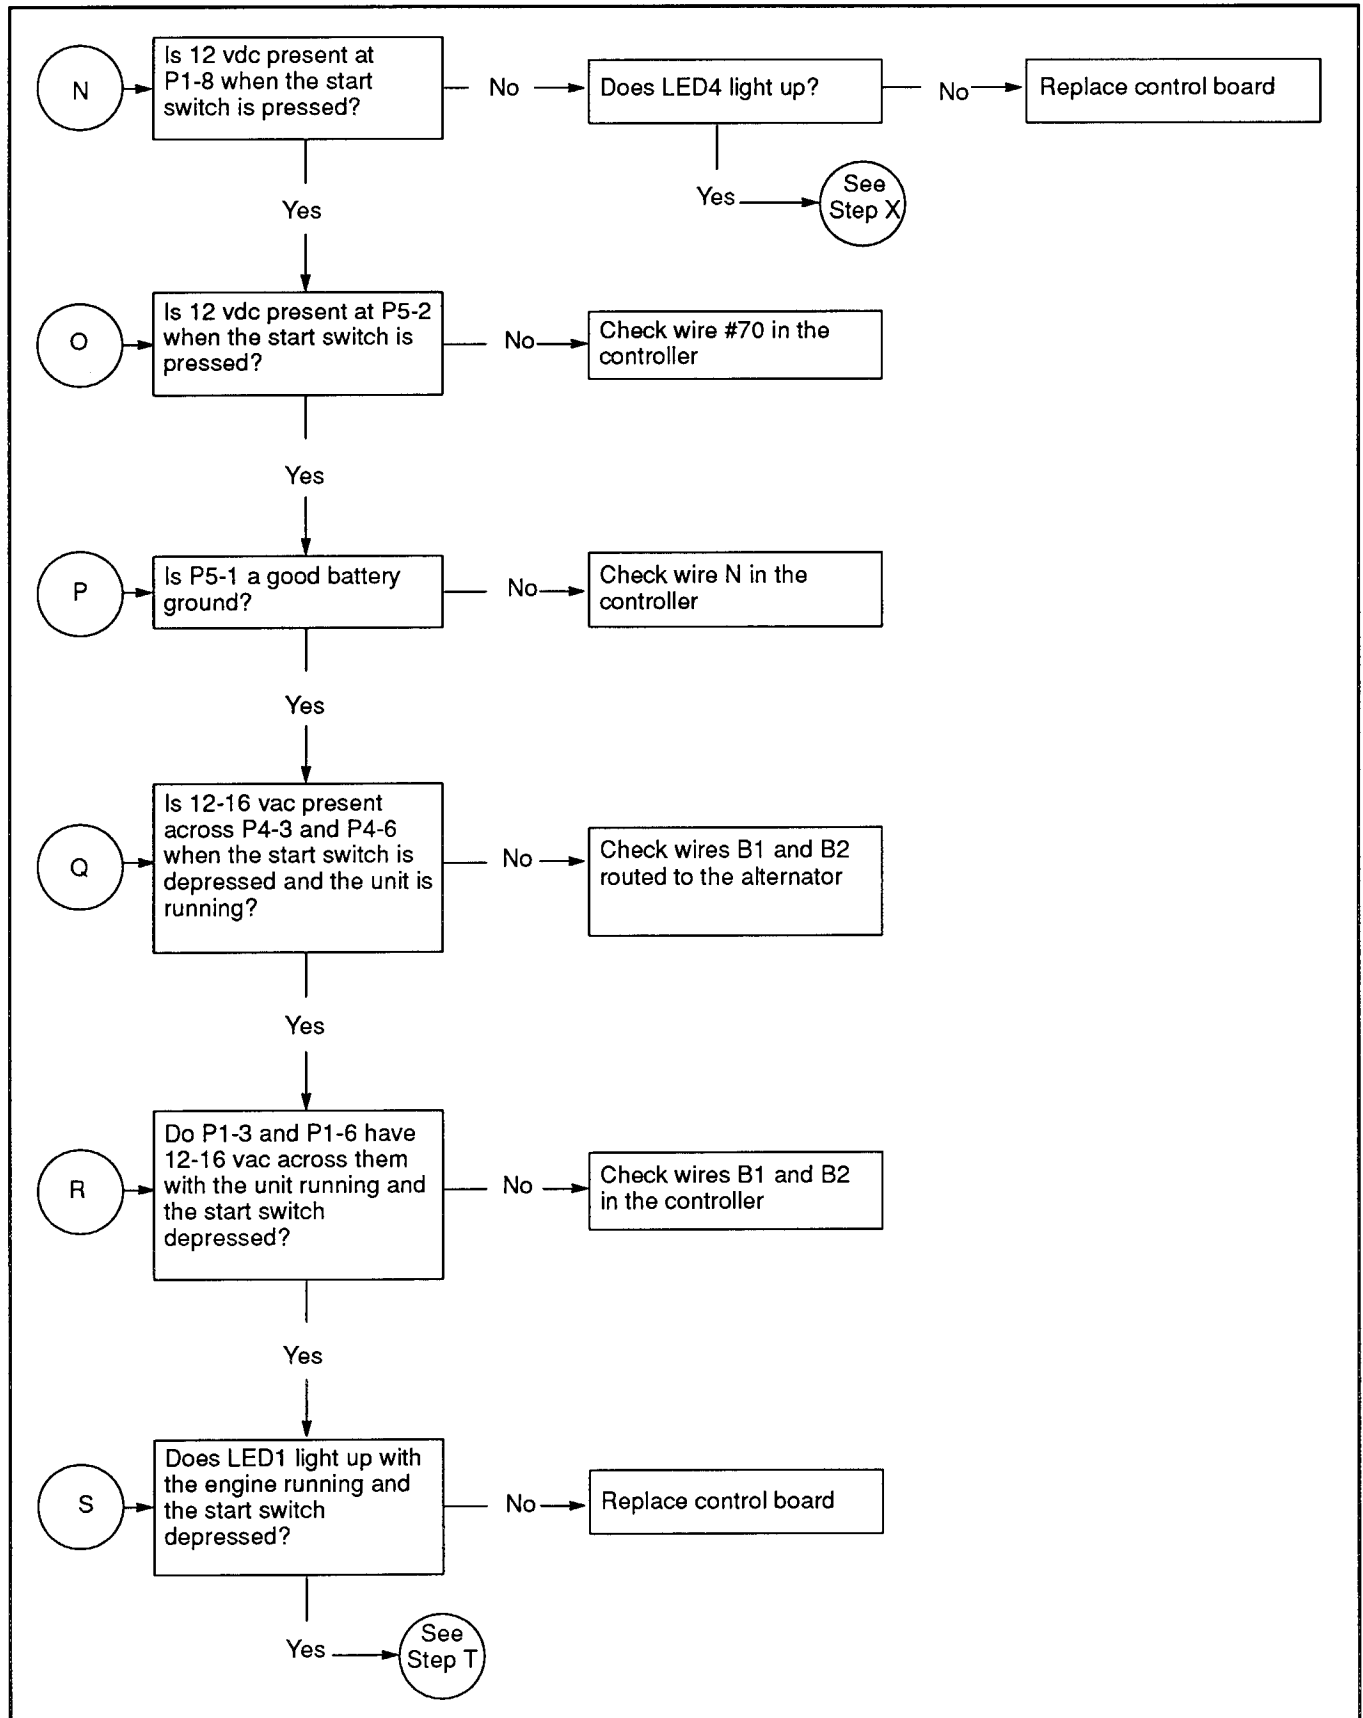 N
Is 12 vdc present at
P1-8 when the start
switch is pressed?
No
Does LED4 light up?
No
Replace control board
Yes
See
Step X
Yes
O
Is 12 vdc present at P5-2
when the start switch is
pressed?
No
Check wire #70 in the
controller
Yes
P
Is P5-1 a good battery
ground?
No
Check wire N in the
controller
Yes
Q
Is 12-16 vac present
across P4-3 and P4-6
when the start switch is
depressed and the unit is
running?
No
Check wires B1 and B2
routed to the alternator
Yes
R
Do P1-3 and P1-6 have
12-16 vac across them
with the unit running and
the start switch
depressed?
No
Check wires B1 and B2
in the controller
Yes
S
Does LED1 light up with
the engine running and
the start switch
depressed?
No
Replace control board
Yes
See
Step T